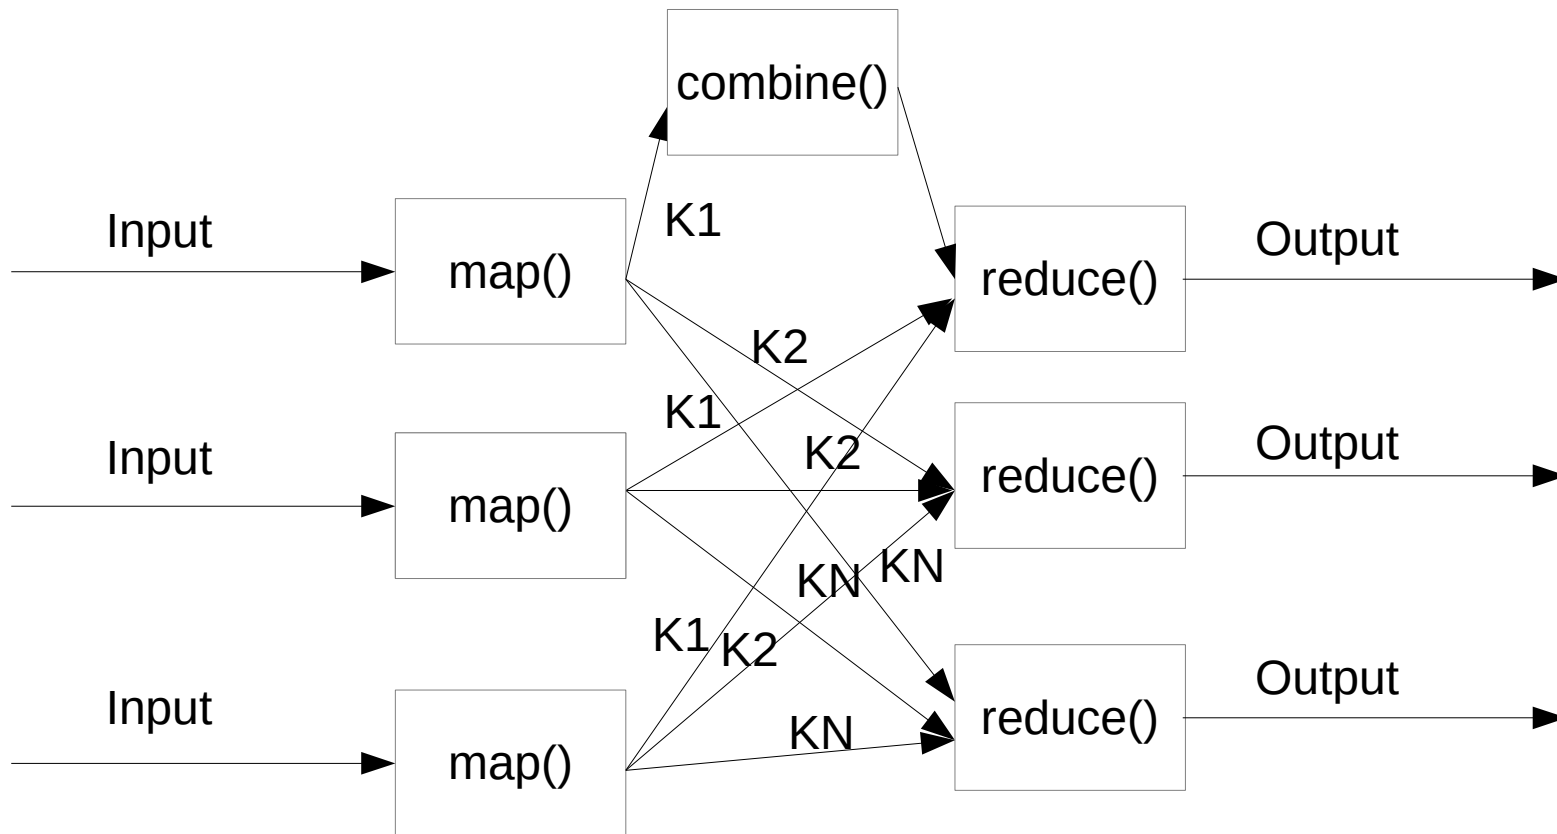 combine()
Input
map()
K1
reduce()
Output
K2
K1
Input
map()
K2
reduce()
Output
KN
KN
K1
K2
Input
map()
KN
reduce()
Output